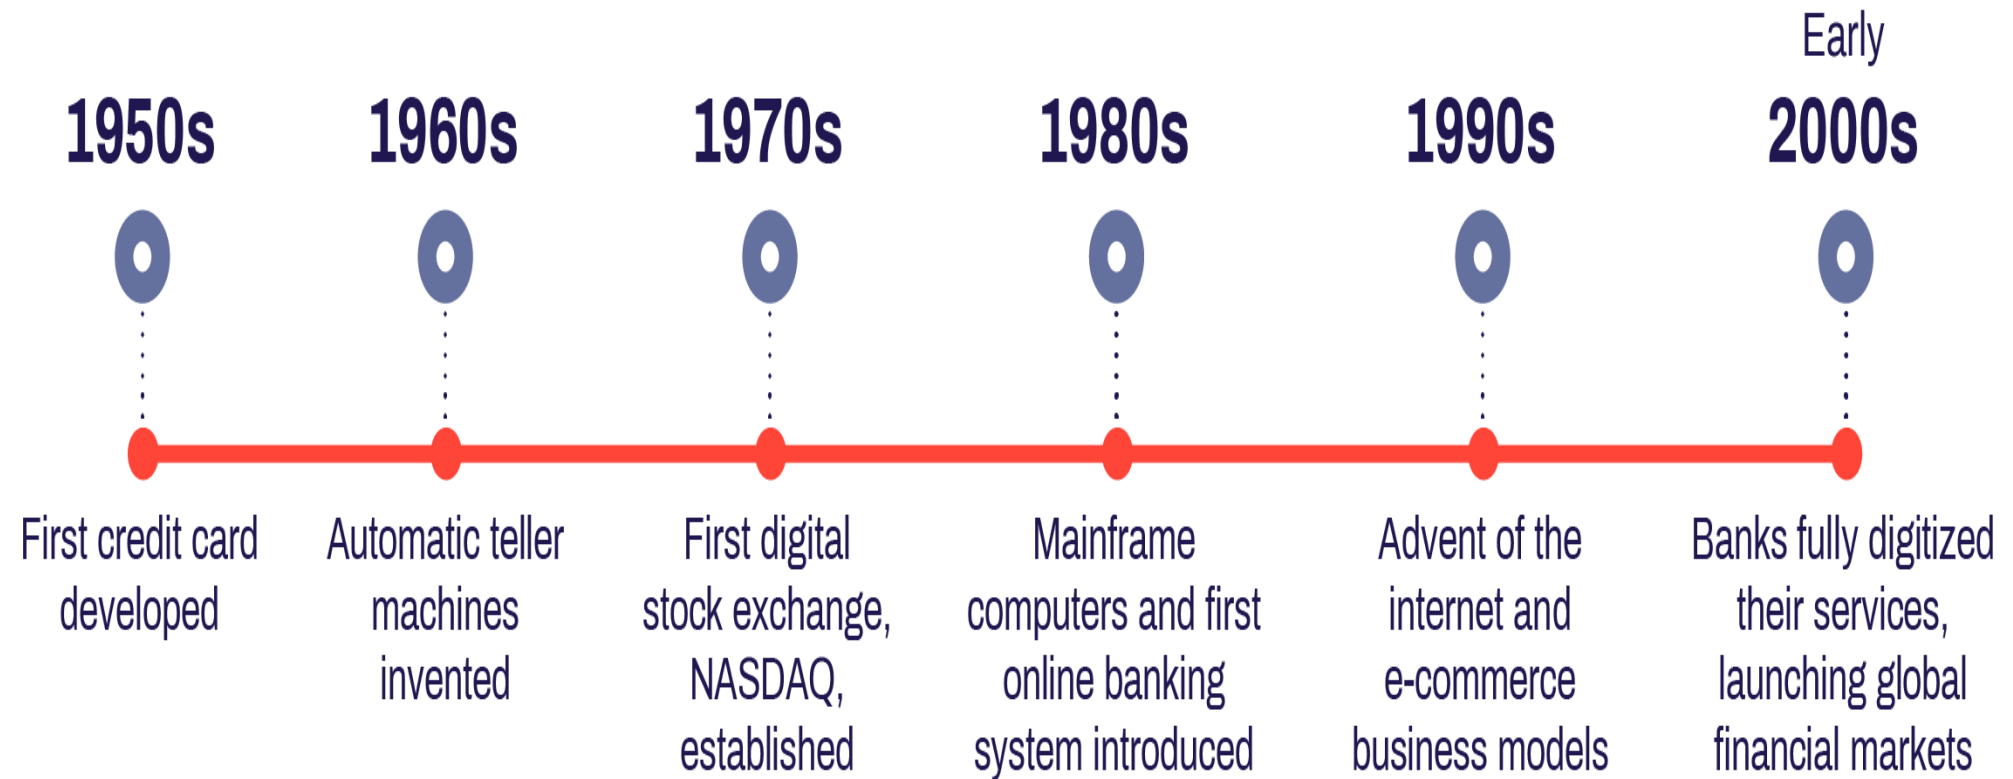 1950s
First credit card
developed
1960s
Automatic teller
machines
invented
1970s
First digital
stock exchange,
NASDAQ,
established
1980s
Mainframe
computers and first
online banking
system introduced
1990s
Advent of the
internet and
e-commerce
business models
Early
2000s
Banks fully digitized
their services,
launching global
financial markets